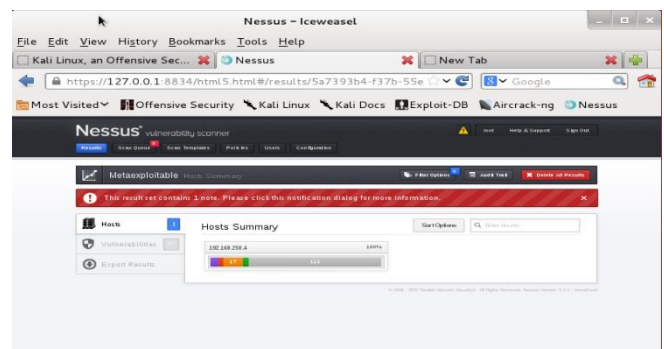 Nessus - Iceweasel
File Edit View History Bookmarks Tools Help
Kali Linux, an Offensive Sec... Nessus New Tab
https://127.0.0.1:8834/html5.html#/results/5a7393b4-f37b-55e Google
Most Visited Offensive Security Kali Linux Kali Docs Exploit-DB Aircrack-ng Nessus
Nessus vulnerability scanner
root Help & Support Sign Out
Results Scan Queue Scan Templates Policies Users Configuration
Metaexploitable Hosts Summary Filter Options Audit Trail Delete All Results
This result set contains 1 note. Please click this notification dialog for more information.
Hosts 1
Hosts Summary Sort Options Filter Hosts
Vulnerabilities
192.168.250.4 100%
Export Results